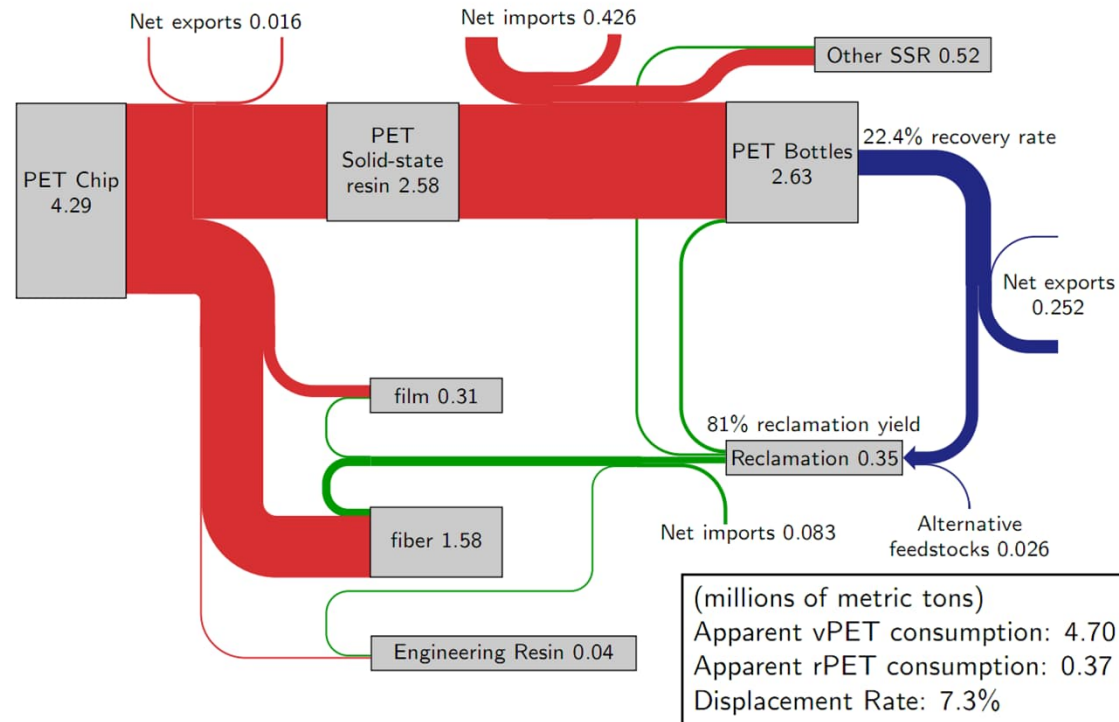 Net exports 0.016
Net imports 0.426
Other SSR 0.52
PET Chip
4.29
PET
Solid-state
resin 2.58
PET Bottles
2.63
22.4% recovery rate
Net exports
0.252
film 0.31
81% reclamation yield
Reclamation 0.35
fiber 1.58
Net imports 0.083
Alternative
feedstocks 0.026
Engineering Resin 0.04
(millions of metric tons)
Apparent vPET consumption: 4.70
Apparent rPET consumption: 0.37
Displacement Rate: 7.3%